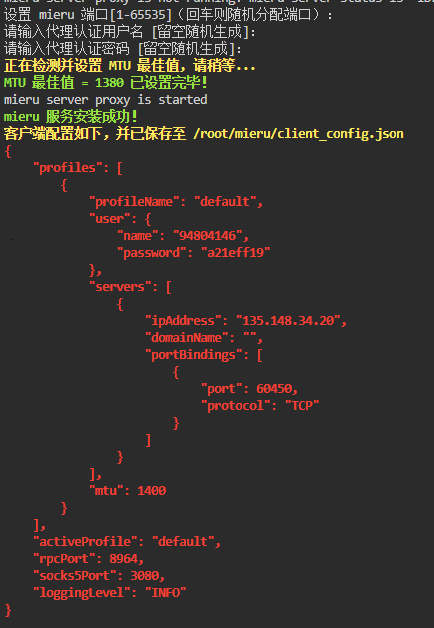 设置 mieru 端口[1-65535]（回车则随机分配端口）：
请输入代理认证用户名 [留空随机生成]:
请输入代理认证密码 [留空随机生成]:
正在检测并设置 MTU 最佳值, 请稍等...
MTU 最佳值 = 1380 已设置完毕!
mieru server proxy is started
mieru 服务安装成功!
客户端配置如下, 并已保存至 /root/mieru/client_config.json
{
    "profiles": [
        {
            "profileName": "default",
            "user": {
                "name": "94804146",
                "password": "a21eff19"
            },
            "servers": [
                {
                    "ipAddress": "135.148.34.20",
                    "domainName": "",
                    "portBindings": [
                        {
                            "port": 60450,
                            "protocol": "TCP"
                        }
                    ]
                }
            ],
            "mtu": 1400
        }
    ],
    "activeProfile": "default",
    "rpcPort": 8964,
    "socks5Port": 3080,
    "loggingLevel": "INFO"
}